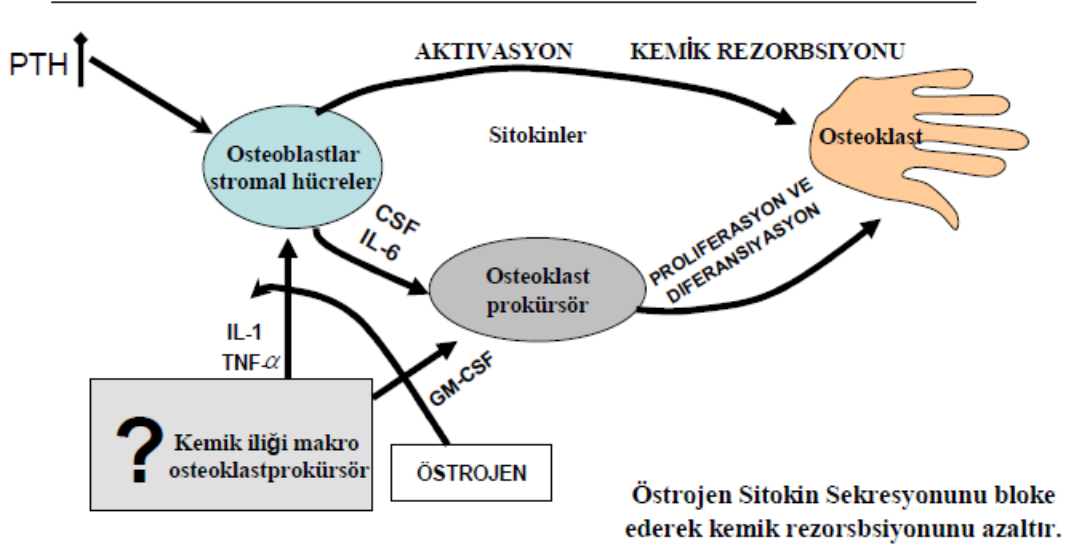 PTH
AKTIVASYON
KEMİK REZORBSIYONU
Osteoblastlar
stromal hücreler
Sitokinler
Osteoklast
CSF
IL-6
Osteoklast
prokürsör
PROLIFERASYON VE
DIFERANSIYASYON
IL-1
TNF-α
GM-CSF
?
Kemik iliği makro
osteoklastprokürsör
ÖSTROJEN
Östrojen Sitokin Sekresyonunu bloke
ederek kemik rezorsbsiyonunu azaltır.